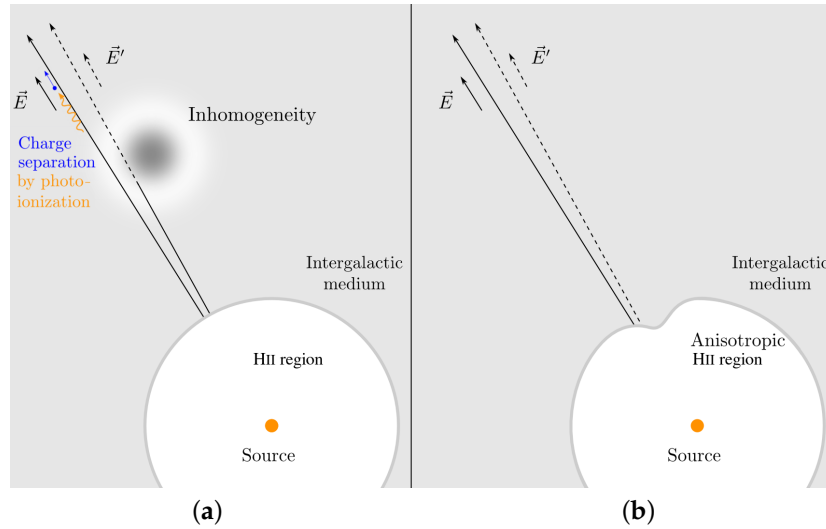 E⃗′
E⃗
Inhomogeneity
Charge
separation
by photo-
ionization
Intergalactic
medium
HII region
Source
(a)
E⃗′
E⃗
Intergalactic
medium
Anisotropic
HII region
Source
(b)